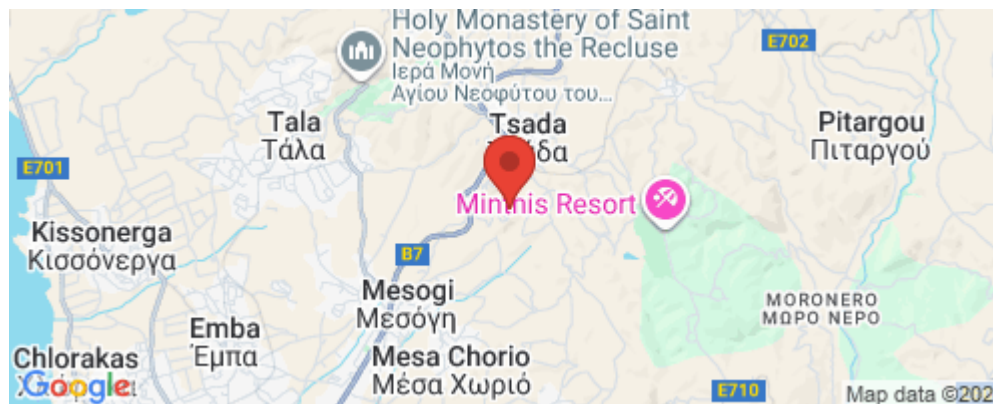 Holy Monastery of Saint
Neophytos the Recluse
Ιερά Μονή
Αγίου Νεοφύτου του...
E702
Tala
Τάλα
Tsada
Pitargou
Πιταργού
E701
Minthis Resort
Kissonerga
Κισσόνεργα
B7
Mesogi
Μεσόγη
MORONERO
ΜΩΡΟ ΝΕΡΟ
Emba
Έμπα
Chlorakas
Mesa Chorio
Μέσα Χωριό
Google
E710
Map data ©202